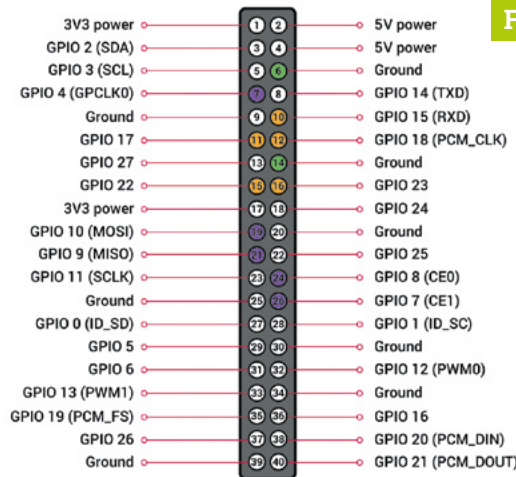 F
3V3 power 1 2 5V power
GPIO 2 (SDA) 3 4 5V power
GPIO 3 (SCL) 5 6 Ground
GPIO 4 (GPCLK0) 7 8 GPIO 14 (TXD)
Ground 9 10 GPIO 15 (RXD)
GPIO 17 11 12 GPIO 18 (PCM_CLK)
GPIO 27 13 14 Ground
GPIO 22 15 16 GPIO 23
3V3 power 17 18 GPIO 24
GPIO 10 (MOSI) 19 20 Ground
GPIO 9 (MISO) 21 22 GPIO 25
GPIO 11 (SCLK) 23 24 GPIO 8 (CE0)
Ground 25 26 GPIO 7 (CE1)
GPIO 0 (ID_SD) 27 28 GPIO 1 (ID_SC)
GPIO 5 29 30 Ground
GPIO 6 31 32 GPIO 12 (PWM0)
GPIO 13 (PWM1) 33 34 Ground
GPIO 19 (PCM_FS) 35 36 GPIO 16
GPIO 26 37 38 GPIO 20 (PCM_DIN)
Ground 39 40 GPIO 21 (PCM_DOUT)